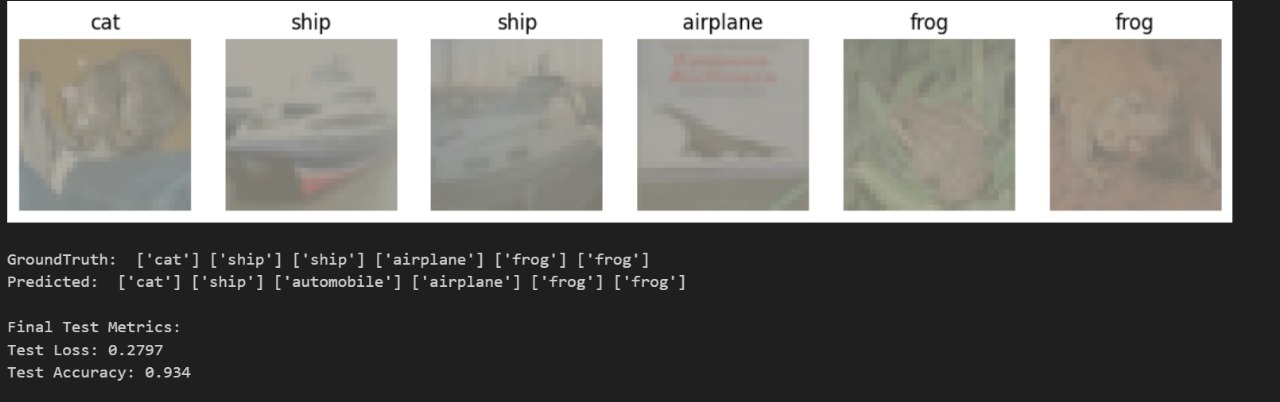 cat ship ship airplane frog frog
GroundTruth:  ['cat'] ['ship'] ['ship'] ['airplane'] ['frog'] ['frog']
Predicted:  ['cat'] ['ship'] ['automobile'] ['airplane'] ['frog'] ['frog']
Final Test Metrics:
Test Loss: 0.2797
Test Accuracy: 0.934